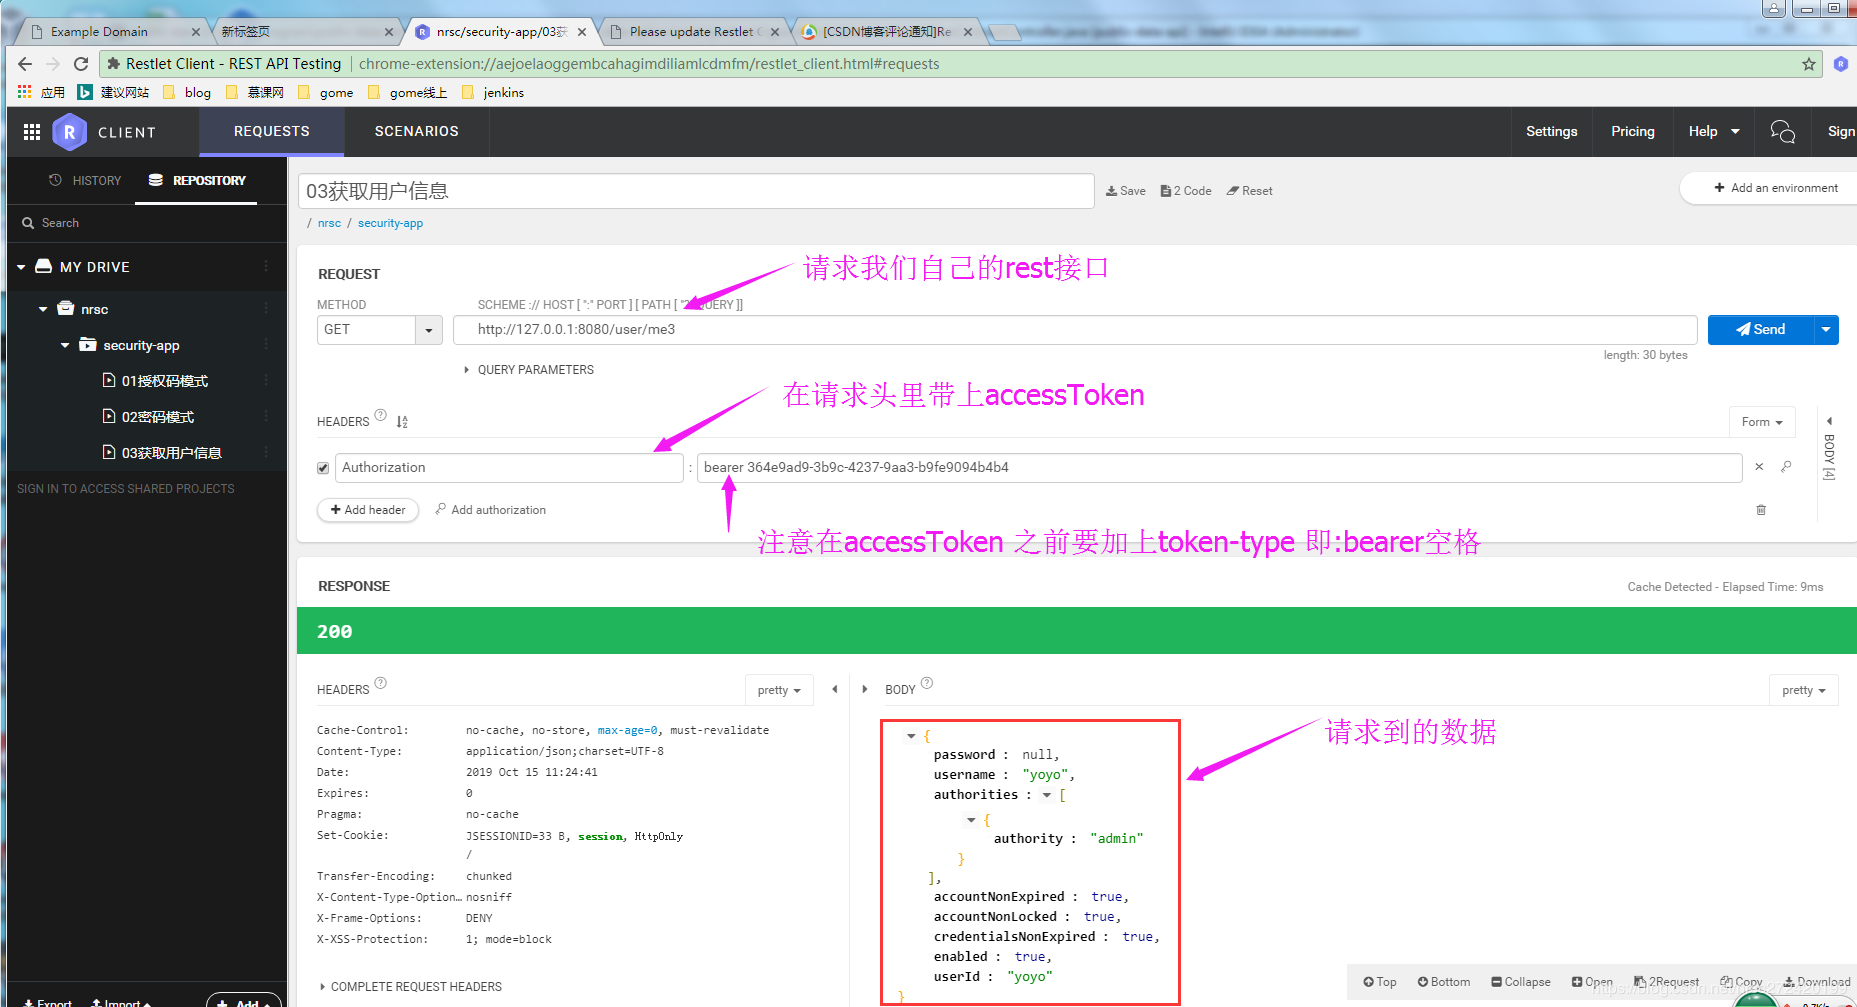 Example Domain
新标签页
nrsc/security-app/03获
Please update Restlet C
[CSDN博客评论通知]Re
Restlet Client - REST API Testing
chrome-extension://aejoelaoggembcahagimdiliamlcdmfm/restlet_client.html#requests
应用
建议网站
blog
慕课网
gome
gome线上
jenkins
R CLIENT
REQUESTS
SCENARIOS
Settings
Pricing
Help
Sign
HISTORY
REPOSITORY
Search
MY DRIVE
nrsc
security-app
01授权码模式
02密码模式
03获取用户信息
SIGN IN TO ACCESS SHARED PROJECTS
Export
Import
Add
03获取用户信息
Save
2 Code
Reset
Add an environment
/ nrsc / security-app
REQUEST
请求我们自己的rest接口
METHOD
SCHEME :// HOST [ ":" PORT ] [ PATH [ "?" QUERY ]]
GET
http://127.0.0.1:8080/user/me3
Send
length: 30 bytes
QUERY PARAMETERS
在请求头里带上accessToken
HEADERS
Form
BODY [4]
Authorization
:
bearer 364e9ad9-3b9c-4237-9aa3-b9fe9094b4b4
Add header
Add authorization
注意在accessToken 之前要加上token-type 即:bearer空格
RESPONSE
Cache Detected - Elapsed Time: 9ms
200
HEADERS
pretty
BODY
pretty
Cache-Control: no-cache, no-store, max-age=0, must-revalidate
Content-Type: application/json;charset=UTF-8
Date: 2019 Oct 15 11:24:41
Expires: 0
Pragma: no-cache
Set-Cookie: JSESSIONID=33 B, session, HttpOnly
/
Transfer-Encoding: chunked
X-Content-Type-Option... nosniff
X-Frame-Options: DENY
X-XSS-Protection: 1; mode=block
COMPLETE REQUEST HEADERS
请求到的数据
{
password : null,
username : "yoyo",
authorities : [
{
authority : "admin"
}
],
accountNonExpired : true,
accountNonLocked : true,
credentialsNonExpired : true,
enabled : true,
userId : "yoyo"
}
Top
Bottom
Collapse
Open
2Request
Copy
Download